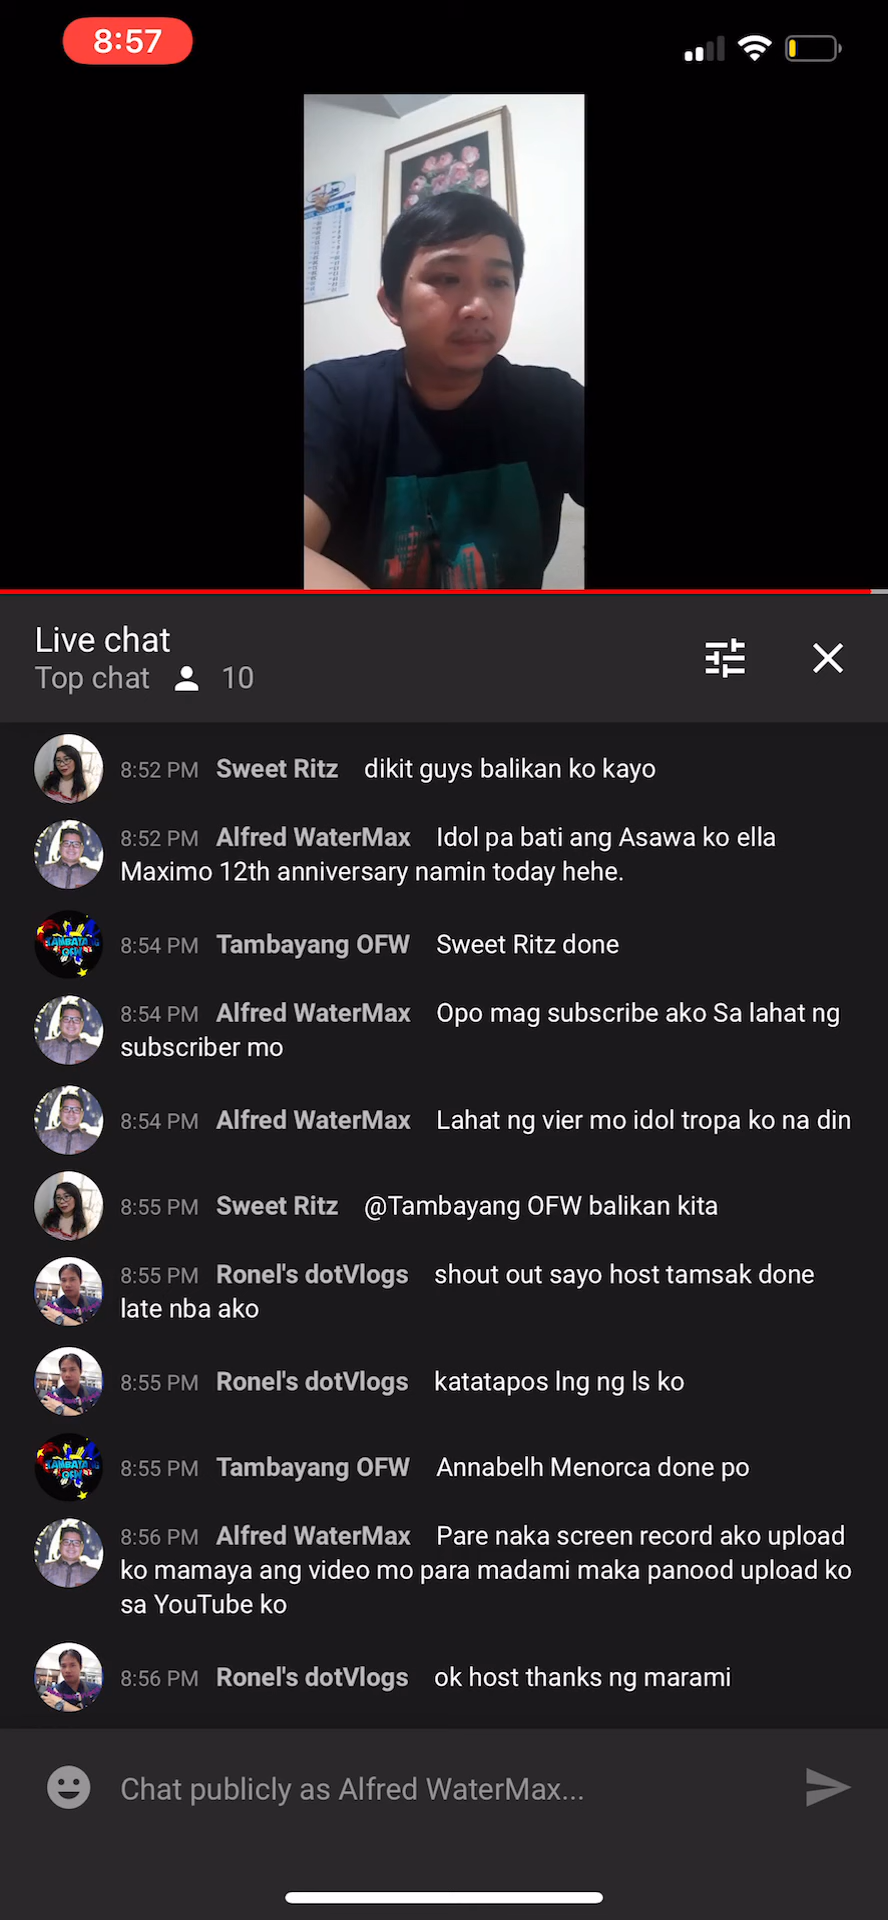 8:57
Live chat
Top chat 10
8:52 PM Sweet Ritz dikit guys balikan ko kayo
8:52 PM Alfred WaterMax Idol pa bati ang Asawa ko ella
Maximo 12th anniversary namin today hehe.
TAMBAYANG
OFW
8:54 PM Tambayang OFW Sweet Ritz done
8:54 PM Alfred WaterMax Opo mag subscribe ako Sa lahat ng
subscriber mo
8:54 PM Alfred WaterMax Lahat ng vier mo idol tropa ko na din
8:55 PM Sweet Ritz @Tambayang OFW balikan kita
8:55 PM Ronel's dotVlogs shout out sayo host tamsak done
late nba ako
8:55 PM Ronel's dotVlogs katatapos lng ng ls ko
TAMBAYANG
OFW
8:55 PM Tambayang OFW Annabelh Menorca done po
8:56 PM Alfred WaterMax Pare naka screen record ako upload
ko mamaya ang video mo para madami maka panood upload ko
sa YouTube ko
8:56 PM Ronel's dotVlogs ok host thanks ng marami
Chat publicly as Alfred WaterMax...